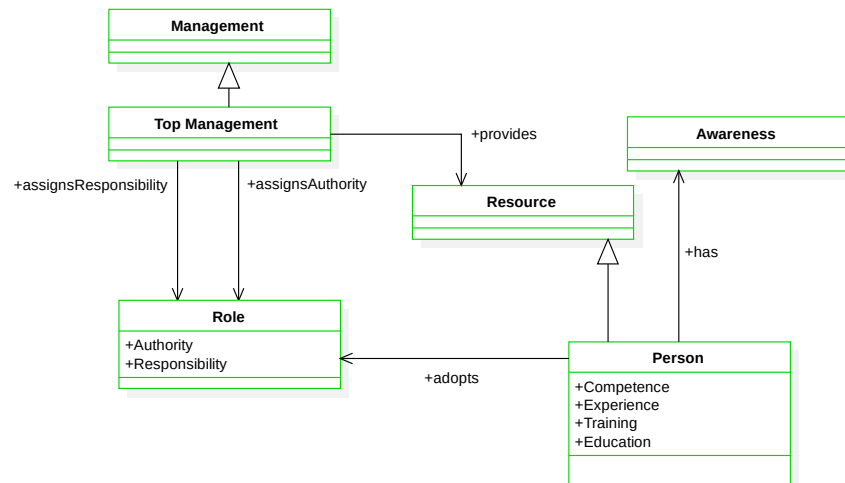 Management
Top Management
+provides
Awareness
+assignsResponsibility
+assignsAuthority
Resource
+has
Role
+Authority
+Responsibility
+adopts
Person
+Competence
+Experience
+Training
+Education